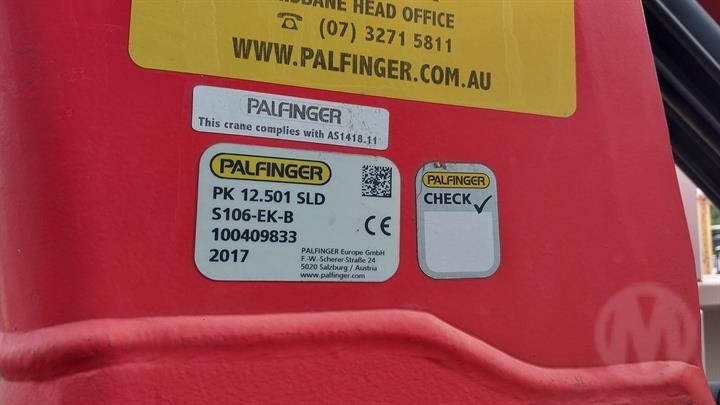 HEAD OFFICE
☎ (07) 3271 5811
WWW.PALFINGER.COM.AU
PALFINGER
This crane complies with AS1418.11
PALFINGER
PK 12.501 SLD
S106-EK-B
100409833
2017
CE
PALFINGER Europe GmbH
F.-W.-Scherer-Straße 24
5020 Salzburg / Austria
www.palfinger.com
PALFINGER
CHECK
M